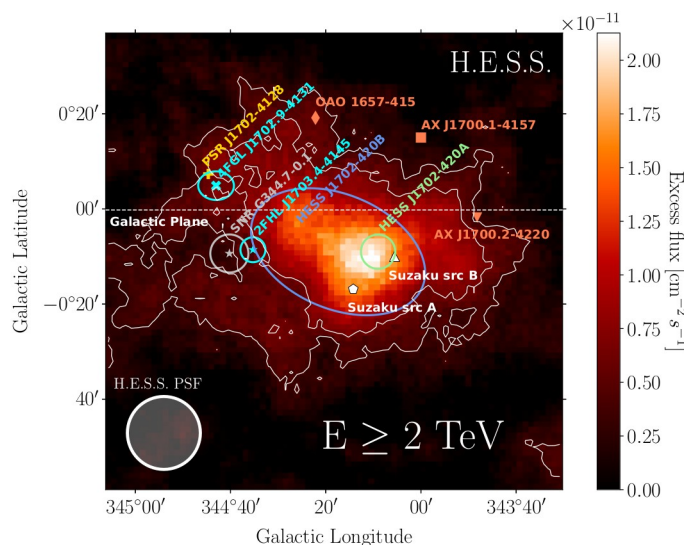 ×10⁻¹¹
H.E.S.S.
OAO 1657-415
AX J1700.1-4157
PSR J1702-4128
4FGL J1702.9-4131
SNR G344.7-0.1
2FHL J1703.4-4145
HESS J1702-420B
HESS J1702-420A
Galactic Plane
AX J1700.2-4220
Suzaku src B
Suzaku src A
H.E.S.S. PSF
E ≥ 2 TeV
0°20′
00′
−0°20′
40′
Galactic Latitude
345°00′
344°40′
20′
00′
343°40′
Galactic Longitude
2.00
1.75
1.50
1.25
1.00
0.75
0.50
0.25
0.00
Excess flux [cm⁻² s⁻¹]